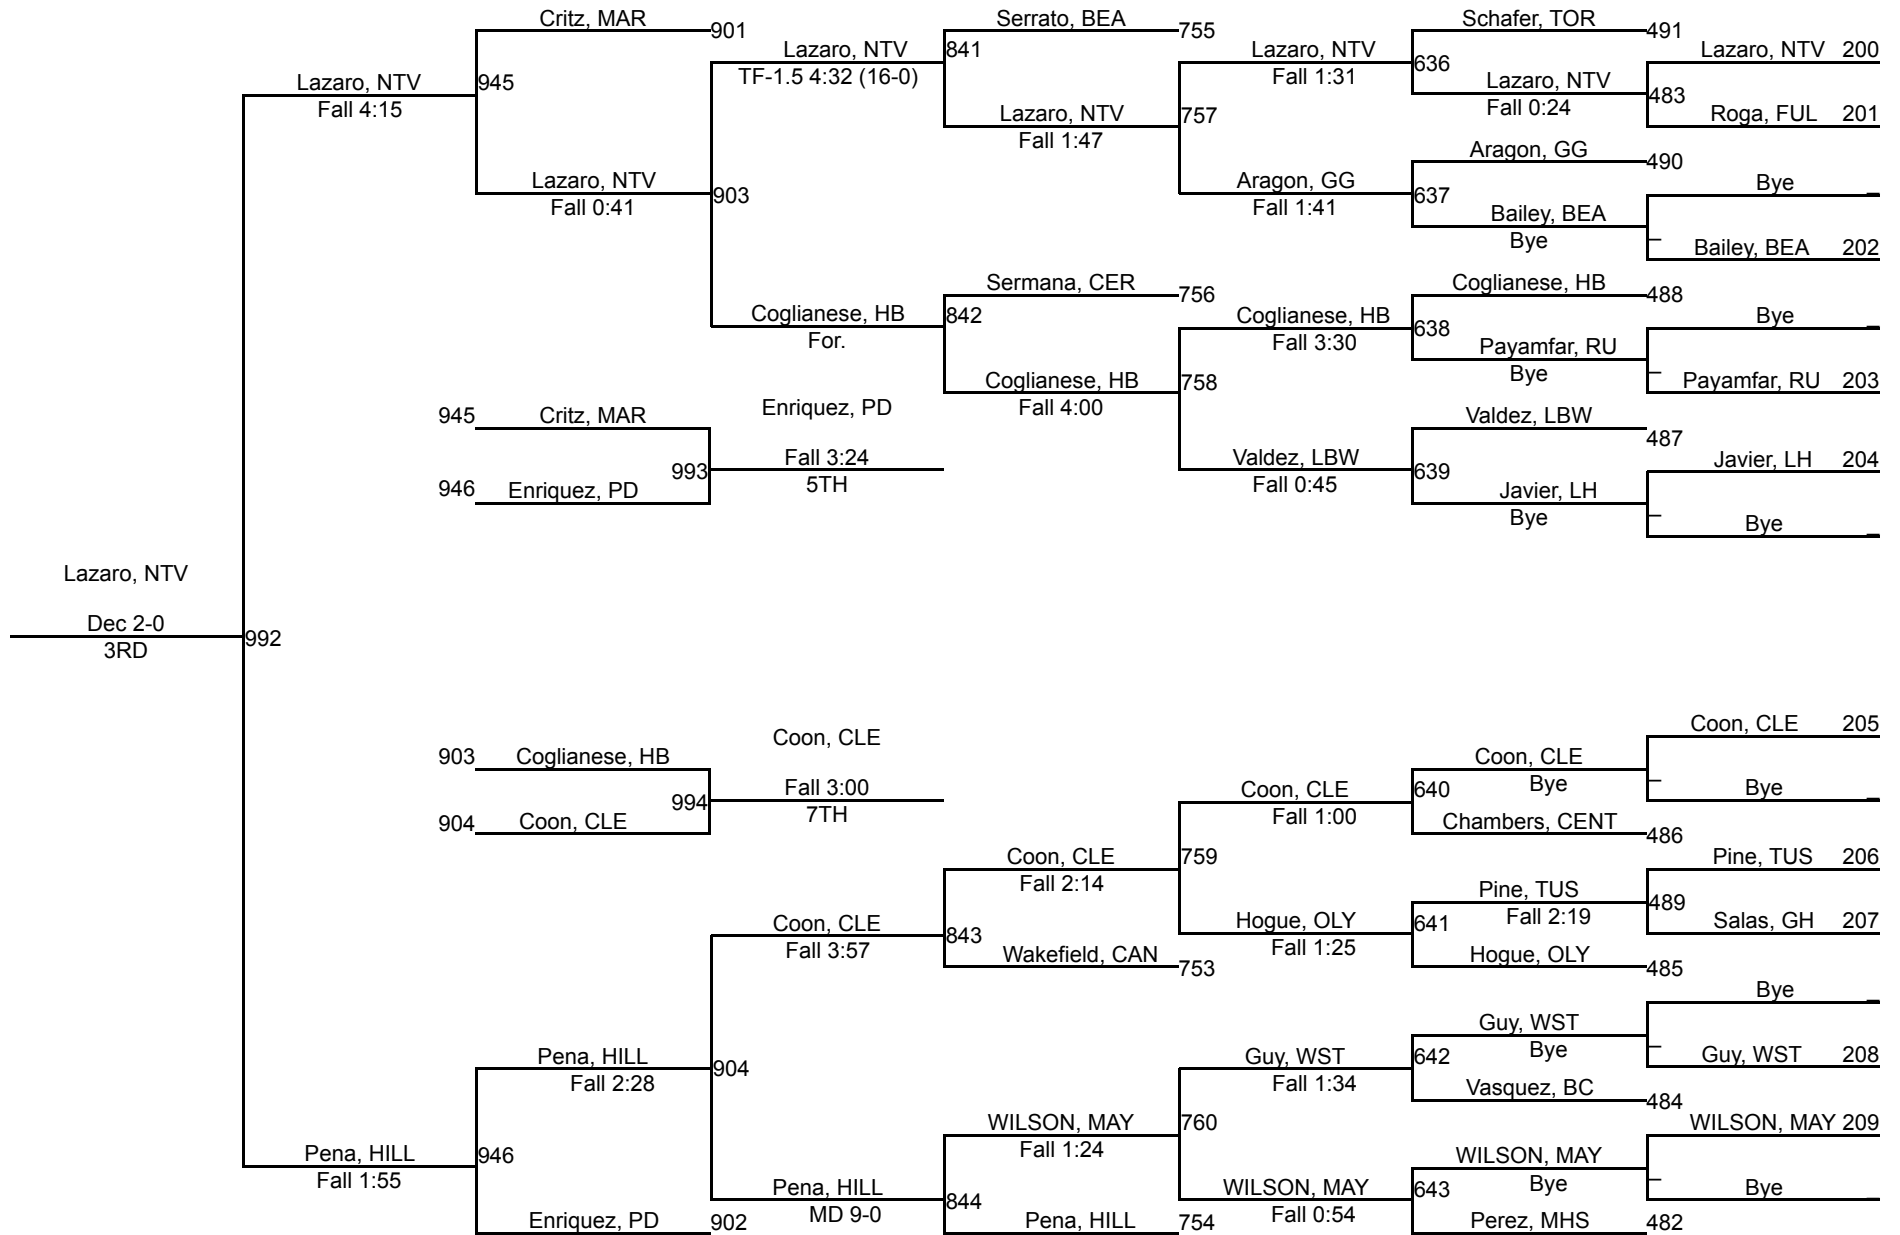 Critz, MAR
901
Serrato, BEA
755
Schafer, TOR
491
Lazaro, NTV
841
Lazaro, NTV
Lazaro, NTV 200
TF-1.5 4:32 (16-0)
Fall 1:31
636
Lazaro, NTV
945
Lazaro, NTV
483
Fall 4:15
Fall 0:24
Lazaro, NTV
757
Roga, FUL 201
Fall 1:47
Aragon, GG
490
Lazaro, NTV
903
Aragon, GG
637
Bye _
Fall 0:41
Fall 1:41
Bailey, BEA
Bye
_
Bailey, BEA 202
Sermana, CER
756
Coglianese, HB
488
Coglianese, HB
842
Coglianese, HB
638
Bye _
For.
Fall 3:30
Payamfar, RU
Bye
_
Coglianese, HB
758
Payamfar, RU 203
Fall 4:00
Enriquez, PD
945
Critz, MAR
Valdez, LBW
487
993
Fall 3:24
Valdez, LBW
639
Javier, LH 204
5TH
Fall 0:45
946
Enriquez, PD
Javier, LH
Bye
_
Bye _
Lazaro, NTV
Dec 2-0
992
3RD
Coon, CLE
Coon, CLE 205
903
Coglianese, HB
Coon, CLE
994
Fall 3:00
Coon, CLE
640
Bye
_
Bye _
7TH
Fall 1:00
904
Coon, CLE
Chambers, CENT
486
Coon, CLE
759
Pine, TUS 206
Fall 2:14
Pine, TUS
489
Coon, CLE
843
Hogue, OLY
641
Fall 2:19
Salas, GH 207
Fall 3:57
Fall 1:25
Wakefield, CAN
753
Hogue, OLY
485
Bye _
Guy, WST
Pena, HILL
904
Guy, WST
642
Bye
_
Guy, WST 208
Fall 2:28
Fall 1:34
Vasquez, BC
484
WILSON, MAY
760
WILSON, MAY 209
Pena, HILL
946
Fall 1:24
WILSON, MAY
Fall 1:55
Pena, HILL
844
WILSON, MAY
643
Bye
_
Bye _
MD 9-0
Fall 0:54
Enriquez, PD
902
Pena, HILL
754
Perez, MHS
482